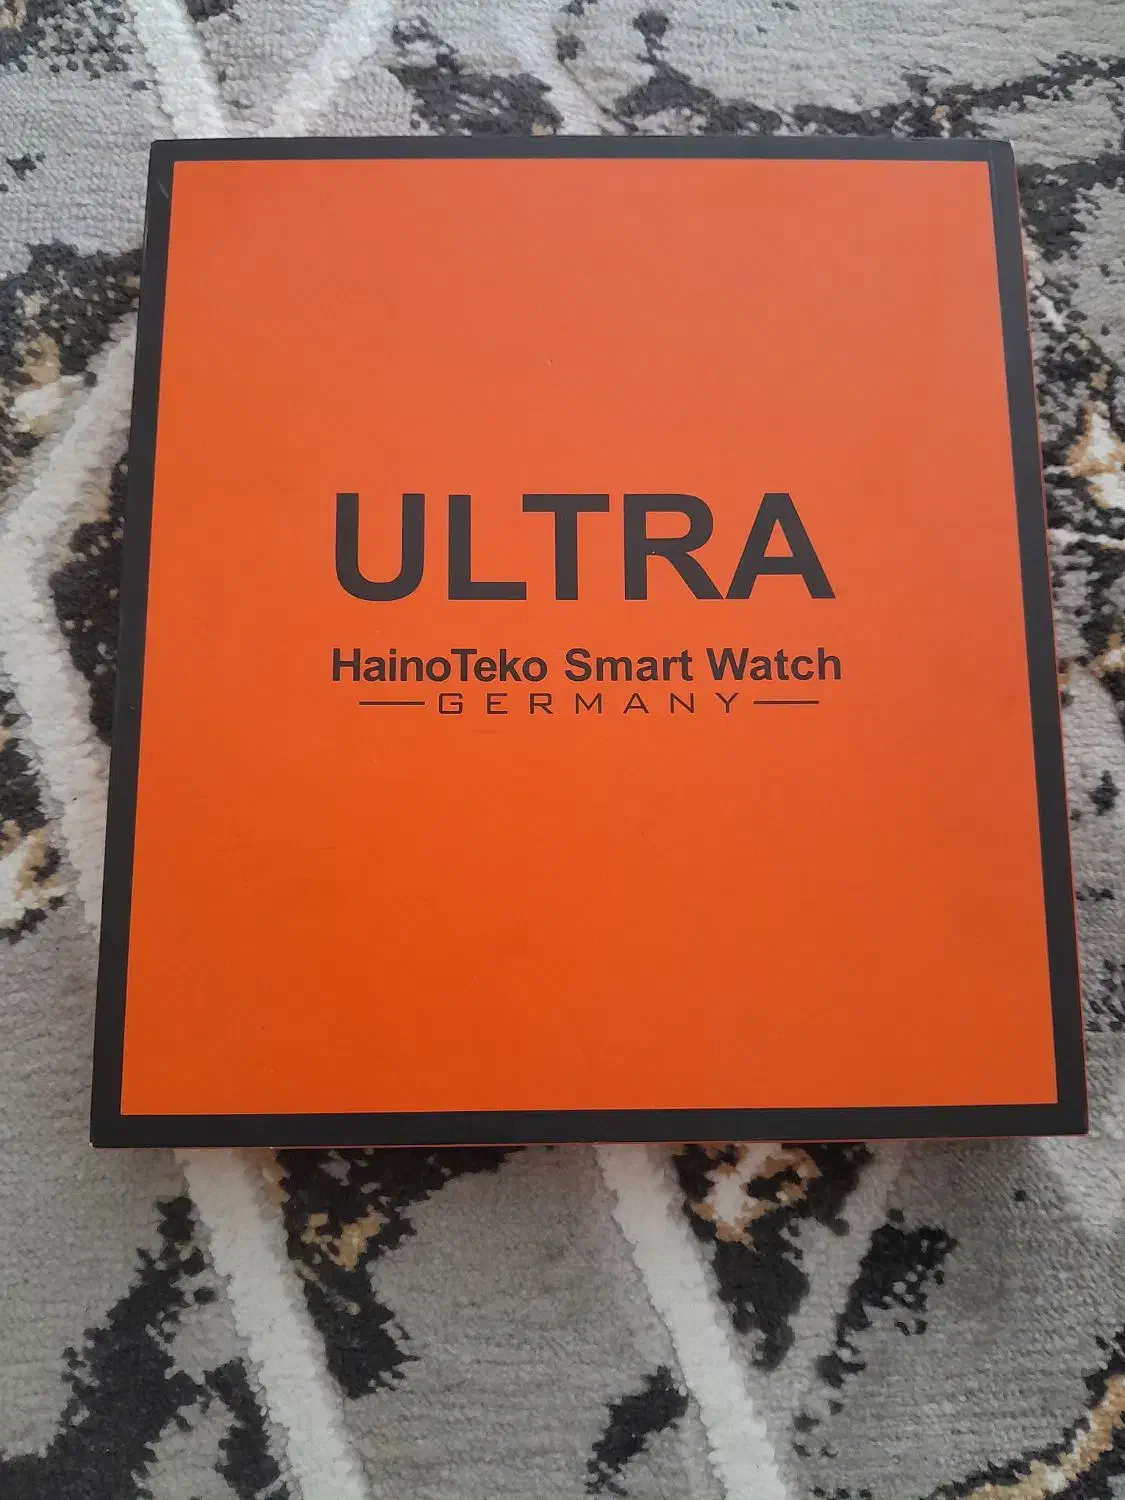 ULTRA
HainoTeko Smart Watch
GERMANY